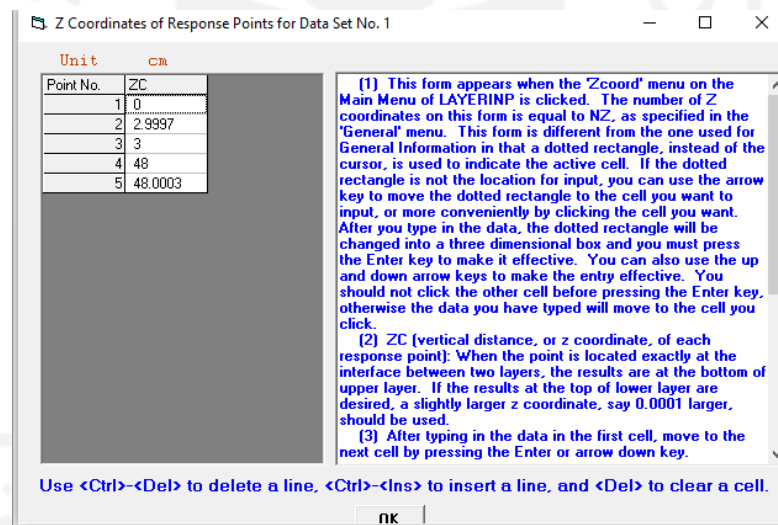 Z Coordinates of Response Points for Data Set No. 1
Unit cm
Point No. ZC
1 0
2 2.9997
3 3
4 48
5 48.0003
(1) This form appears when the 'Zcoord' menu on the
Main Menu of LAYERINP is clicked. The number of Z
coordinates on this form is equal to NZ, as specified in the
'General' menu. This form is different from the one used for
General Information in that a dotted rectangle, instead of the
cursor, is used to indicate the active cell. If the dotted
rectangle is not the location for input, you can use the arrow
key to move the dotted rectangle to the cell you want to
input, or more conveniently by clicking the cell you want.
After you type in the data, the dotted rectangle will be
changed into a three dimensional box and you must press
the Enter key to make it effective. You can also use the up
and down arrow keys to make the entry effective. You
should not click the other cell before pressing the Enter key,
otherwise the data you have typed will move to the cell you
click.
(2) ZC (vertical distance, or z coordinate, of each
response point): When the point is located exactly at the
interface between two layers, the results are at the bottom of
upper layer. If the results at the top of lower layer are
desired, a slightly larger z coordinate, say 0.0001 larger,
should be used.
(3) After typing in the data in the first cell, move to the
next cell by pressing the Enter or arrow down key.
Use <Ctrl>-<Del> to delete a line, <Ctrl>-<Ins> to insert a line, and <Del> to clear a cell.
OK